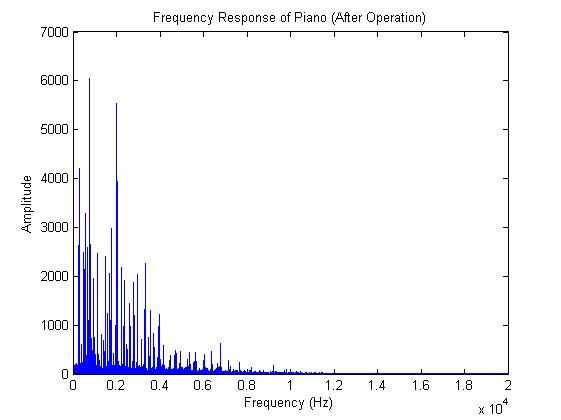 Frequency Response of Piano (After Operation)
7000
6000
5000
4000
3000
2000
1000
0
Amplitude
0 0.2 0.4 0.6 0.8 1 1.2 1.4 1.6 1.8 2
Frequency (Hz)
x 10^4